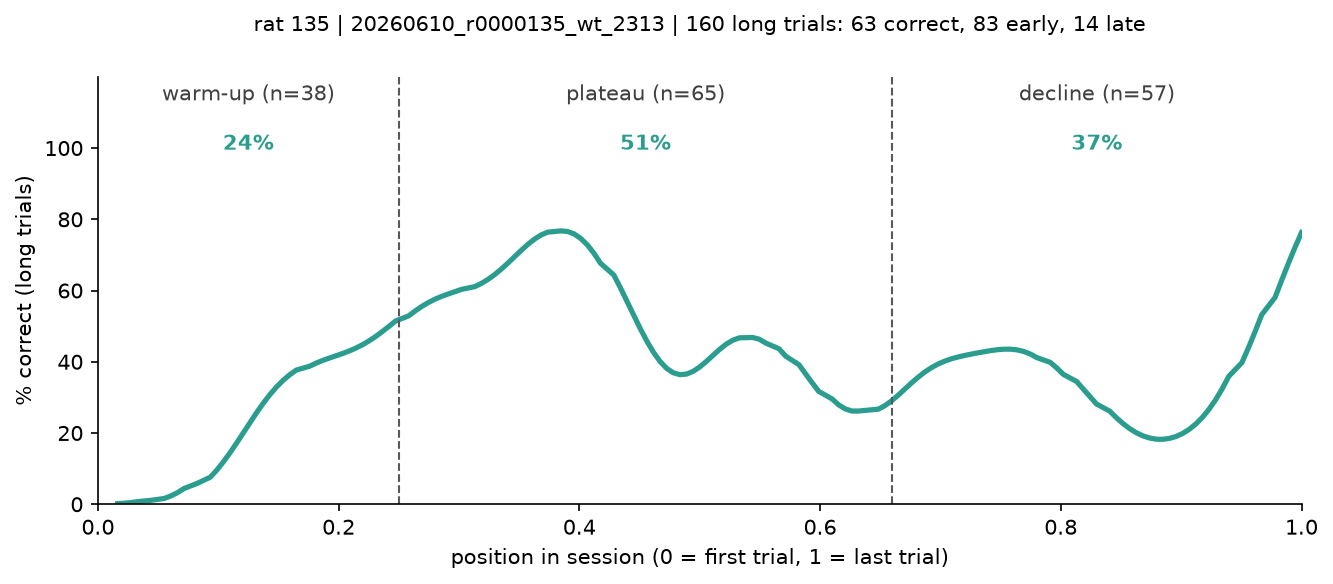 rat 135 | 20260610_r0000135_wt_2313 | 160 long trials: 63 correct, 83 early, 14 late
warm-up (n=38)
plateau (n=65)
decline (n=57)
24%
51%
37%
% correct (long trials)
100
80
60
40
20
0
0.0
0.2
0.4
0.6
0.8
1.0
position in session (0 = first trial, 1 = last trial)